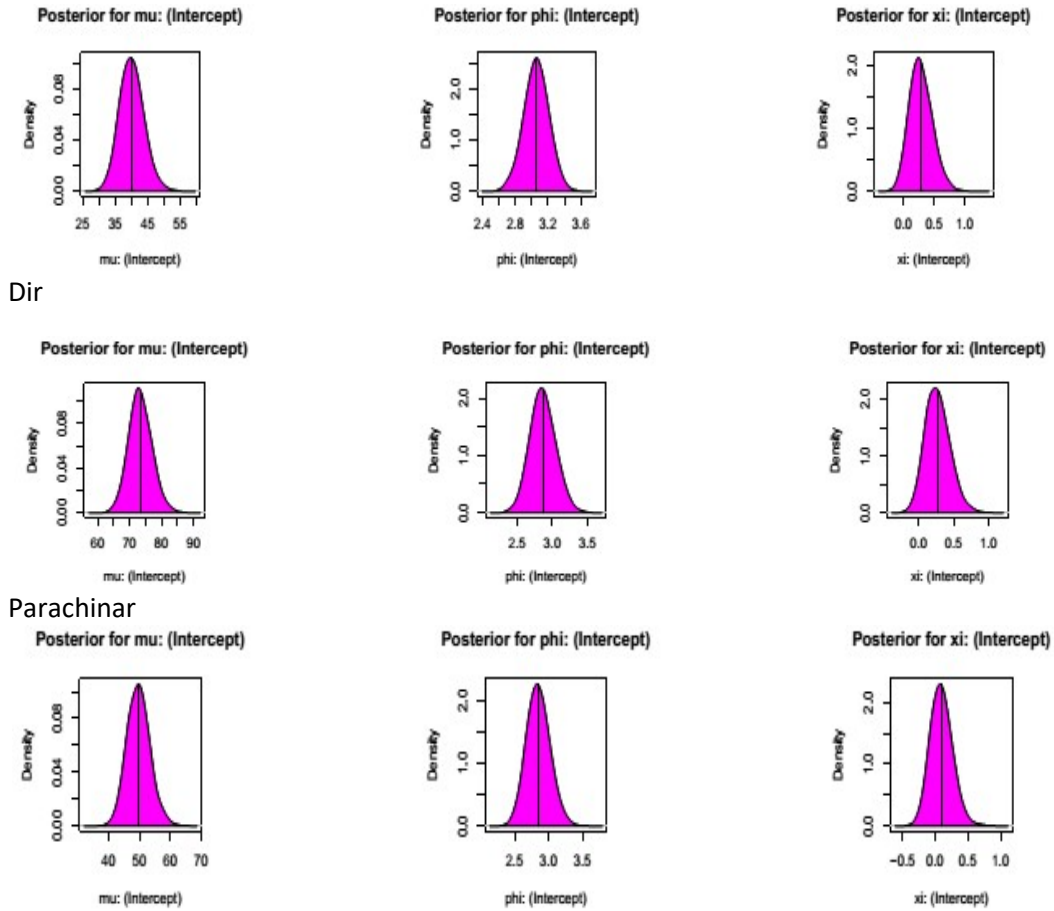 Posterior for mu: (Intercept)
Posterior for phi: (Intercept)
Posterior for xi: (Intercept)
Density
0.00 0.04 0.08
25 35 45 55
mu: (Intercept)
Density
0.0 1.0 2.0
2.4 2.8 3.2 3.6
phi: (Intercept)
Density
0.0 1.0 2.0
0.0 0.5 1.0
xi: (Intercept)
Dir
Posterior for mu: (Intercept)
Posterior for phi: (Intercept)
Posterior for xi: (Intercept)
Density
0.00 0.04 0.08
60 70 80 90
mu: (Intercept)
Density
0.0 1.0 2.0
2.5 3.0 3.5
phi: (Intercept)
Density
0.0 1.0 2.0
0.0 0.5 1.0
xi: (Intercept)
Parachinar
Posterior for mu: (Intercept)
Posterior for phi: (Intercept)
Posterior for xi: (Intercept)
Density
0.00 0.04 0.08
40 50 60 70
mu: (Intercept)
Density
0.0 1.0 2.0
2.5 3.0 3.5
phi: (Intercept)
Density
0.0 1.0 2.0
−0.5 0.0 0.5 1.0
xi: (Intercept)